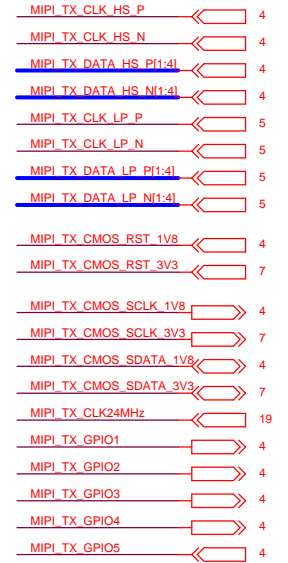 MIPI_TX_CLK_HS_P 4
MIPI_TX_CLK_HS_N 4
MIPI_TX_DATA_HS_P[1:4] 4
MIPI_TX_DATA_HS_N[1:4] 4
MIPI_TX_CLK_LP_P 5
MIPI_TX_CLK_LP_N 5
MIPI_TX_DATA_LP_P[1:4] 5
MIPI_TX_DATA_LP_N[1:4] 5
MIPI_TX_CMOS_RST_1V8 4
MIPI_TX_CMOS_RST_3V3 7
MIPI_TX_CMOS_SCLK_1V8 4
MIPI_TX_CMOS_SCLK_3V3 7
MIPI_TX_CMOS_SDATA_1V8 4
MIPI_TX_CMOS_SDATA_3V3 7
MIPI_TX_CLK24MHz 19
MIPI_TX_GPIO1 4
MIPI_TX_GPIO2 4
MIPI_TX_GPIO3 4
MIPI_TX_GPIO4 4
MIPI_TX_GPIO5 4